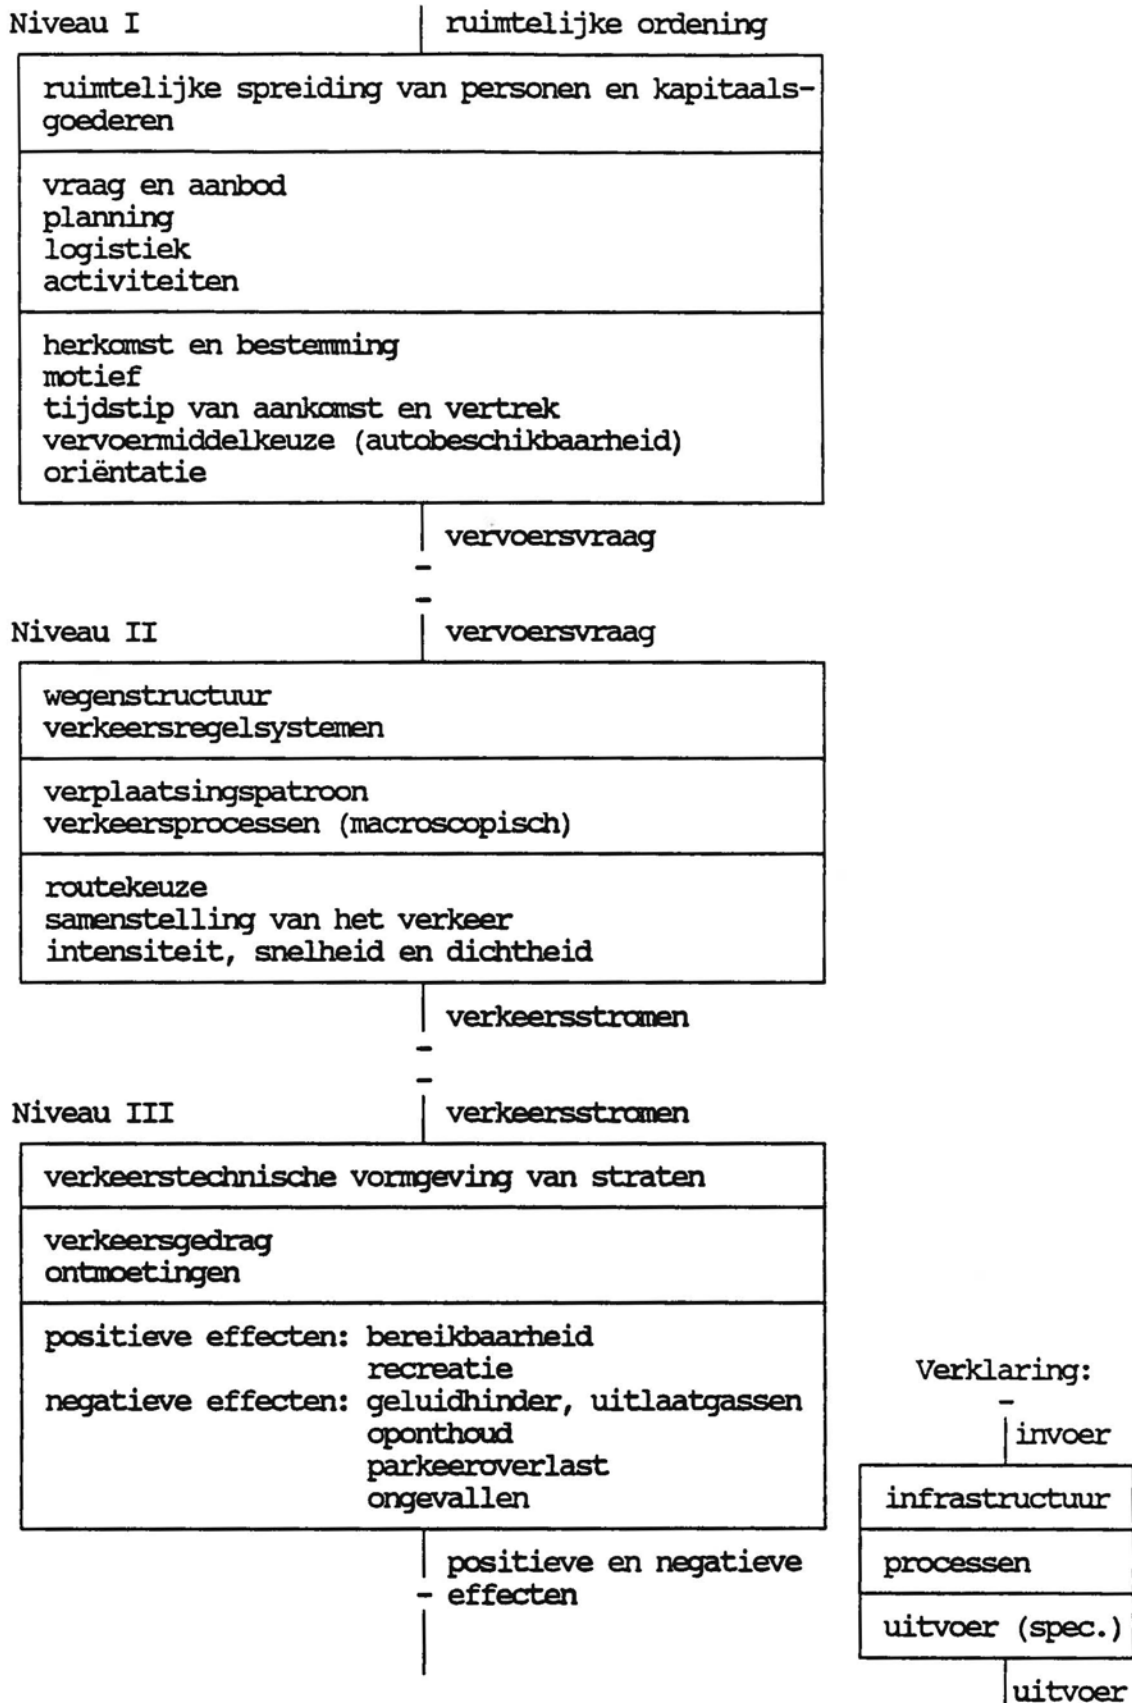 Niveau I
ruimtelijke ordening
ruimtelijke spreiding van personen en kapitaals-
goederen
vraag en aanbod
planning
logistiek
activiteiten
herkomst en bestemming
motief
tijdstip van aankomst en vertrek
vervoermiddelkeuze (autobeschikbaarheid)
oriëntatie
vervoersvraag
Niveau II
vervoersvraag
wegenstructuur
verkeersregelsystemen
verplaatsingspatroon
verkeersprocessen (macroscopisch)
routekeuze
samenstelling van het verkeer
intensiteit, snelheid en dichtheid
verkeersstromen
Niveau III
verkeersstromen
verkeerstechnische vormgeving van straten
verkeersgedrag
ontmoetingen
positieve effecten: bereikbaarheid
recreatie
negatieve effecten: geluidhinder, uitlaatgassen
oponthoud
parkeeroverlast
ongevallen
positieve en negatieve
effecten
Verklaring:
invoer
infrastructuur
processen
uitvoer (spec.)
uitvoer